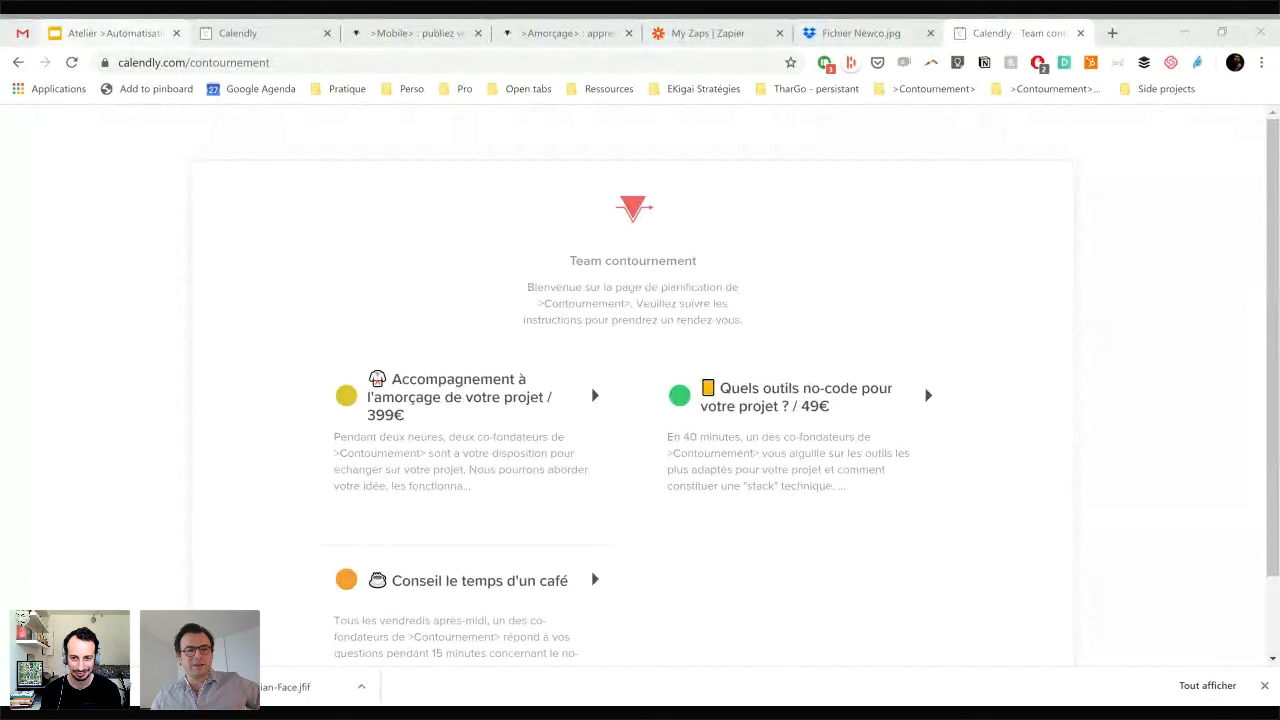 Atelier >Automatisati
Calendly
>Mobile> : publiez vo
>Amorçage> : appre
My Zaps | Zapier
Fichier Newco.jpg
Calendly - Team cont
calendly.com/contournement
3
2
Applications
Add to pinboard
27
Google Agenda
Pratique
Perso
Pro
Open tabs
Ressources
EKigai Stratégies
TharGo - persistant
>Contournement>
>Contournement>...
Side projects
Team contournement
Bienvenue sur la page de planification de
>Contournement>. Veuillez suivre les
instructions pour prendre un rendez-vous.
Accompagnement à
l'amorçage de votre projet /
399€
Pendant deux heures, deux co-fondateurs de
>Contournement> sont à votre disposition pour
échanger sur votre projet. Nous pourrons aborder
votre idée, les fonctionna...
Quels outils no-code pour
votre projet ? / 49€
En 40 minutes, un des co-fondateurs de
>Contournement> vous aiguille sur les outils les
plus adaptés pour votre projet et comment
constituer une "stack" technique. ...
Conseil le temps d'un café
Tous les vendredis après-midi, un des co-
fondateurs de >Contournement> répond à vos
questions pendant 15 minutes concernant le no-
ian-Face.jfif
Tout afficher